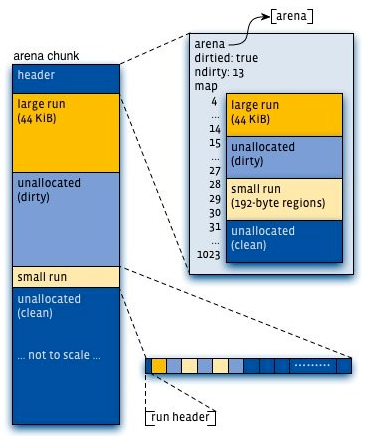 arena chunk
header
large run
(44 KiB)
unallocated
(dirty)
small run
unallocated
(clean)
... not to scale ...
[arena]
arena
dirtied: true
ndirty: 13
map
4
...
14
15
...
27
28
29
30
31
...
1023
large run
(44 KiB)
unallocated
(dirty)
small run
(192-byte regions)
unallocated
(clean)
.........
[run header]